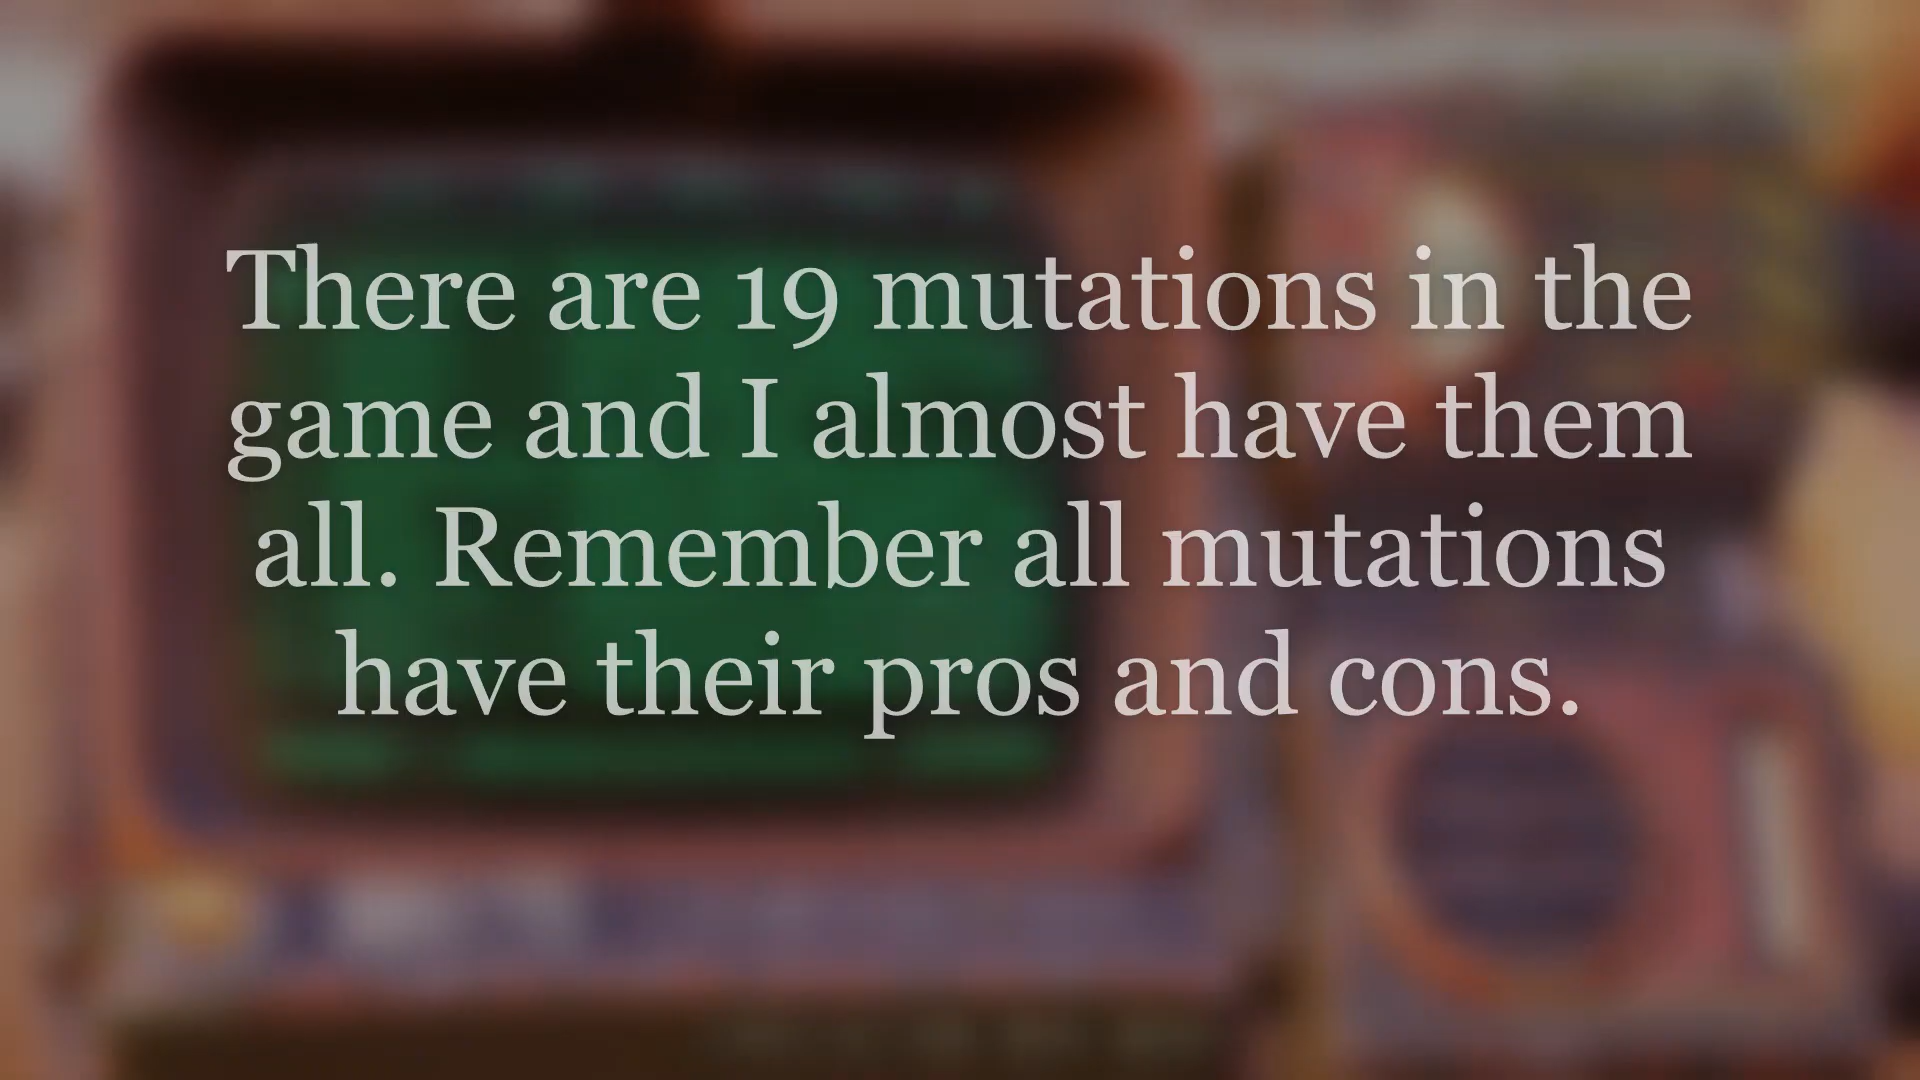 There are 19 mutations in the
game and I almost have them
all. Remember all mutations
have their pros and cons.